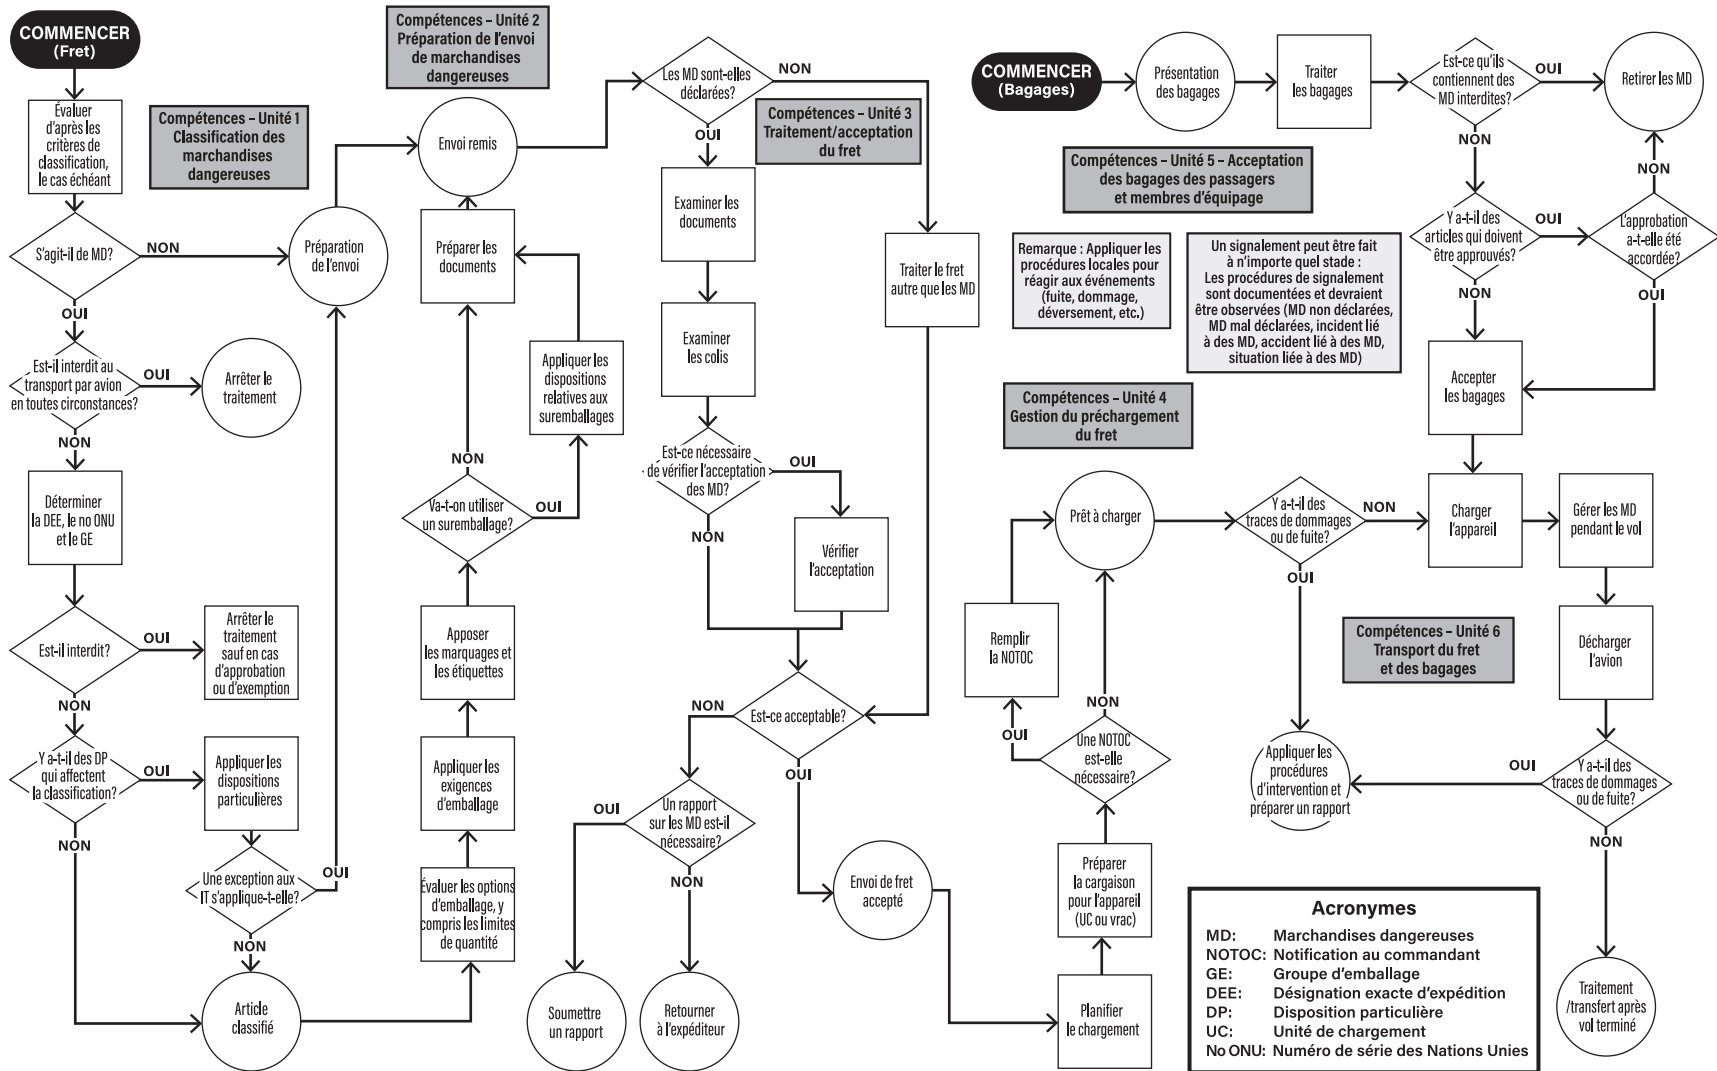 COMMENCER
(Fret)
Évaluer
d'après les
critères de
classification,
le cas échéant
Compétences – Unité 1
Classification des
marchandises
dangereuses
S'agit-il de MD?
NON
OUI
Préparation
de l'envoi
Est-il interdit au
transport par avion
en toutes circonstances?
OUI
Arrêter le
traitement
NON
Déterminer
la DEE, le no ONU
et le GE
Est-il interdit?
OUI
Arrêter le
traitement
sauf en cas
d'approbation
ou d'exemption
NON
Y a-t-il des DP
qui affectent
la classification?
OUI
Appliquer les
dispositions
particulières
NON
Une exception aux
IT s'applique-t-elle?
OUI
NON
Article
classifié
Compétences – Unité 2
Préparation de l'envoi
de marchandises
dangereuses
Envoi remis
Préparer les
documents
Appliquer les
dispositions
relatives aux
suremballages
NON
Va-t-on utiliser
un suremballage?
OUI
Apposer
les marquages et
les étiquettes
Appliquer les
exigences
d'emballage
Évaluer les options
d'emballage, y
compris les limites
de quantité
Les MD sont-elles
déclarées?
NON
OUI
Compétences – Unité 3
Traitement/acceptation
du fret
Examiner les
documents
Traiter le fret
autre que les MD
Examiner
les colis
Est-ce nécessaire
de vérifier l'acceptation
des MD?
OUI
NON
Vérifier
l'acceptation
Est-ce acceptable?
NON
OUI
Un rapport
sur les MD est-il
nécessaire?
OUI
NON
Soumettre
un rapport
Retourner
à l'expéditeur
Envoi de fret
accepté
COMMENCER
(Bagages)
Présentation
des bagages
Traiter
les bagages
Est-ce qu'ils
contiennent des
MD interdites?
OUI
Retirer les MD
NON
NON
Compétences – Unité 5 – Acceptation
des bagages des passagers
et membres d'équipage
Y a-t-il des
articles qui doivent
être approuvés?
OUI
L'approbation
a-t-elle été
accordée?
NON
OUI
Remarque : Appliquer les
procédures locales pour
réagir aux événements
(fuite, dommage,
déversement, etc.)
Un signalement peut être fait
à n'importe quel stade :
Les procédures de signalement
sont documentées et devraient
être observées (MD non déclarées,
MD mal déclarées, incident lié
à des MD, accident lié à des MD,
situation liée à des MD)
Accepter
les bagages
Compétences – Unité 4
Gestion du préchargement
du fret
Prêt à charger
Y a-t-il des
traces de dommages
ou de fuite?
NON
OUI
Charger
l'appareil
Gérer les MD
pendant le vol
Remplir
la NOTOC
NON
OUI
Une NOTOC
est-elle
nécessaire?
Préparer
la cargaison
pour l'appareil
(UC ou vrac)
Planifier
le chargement
Compétences – Unité 6
Transport du fret
et des bagages
Décharger
l'avion
Appliquer les
procédures
d'intervention et
préparer un rapport
OUI
Y a-t-il des
traces de dommages
ou de fuite?
NON
Traitement
/transfert après
vol terminé
Acronymes
MD: Marchandises dangereuses
NOTOC: Notification au commandant
GE: Groupe d'emballage
DEE: Désignation exacte d'expédition
DP: Disposition particulière
UC: Unité de chargement
No ONU: Numéro de série des Nations Unies